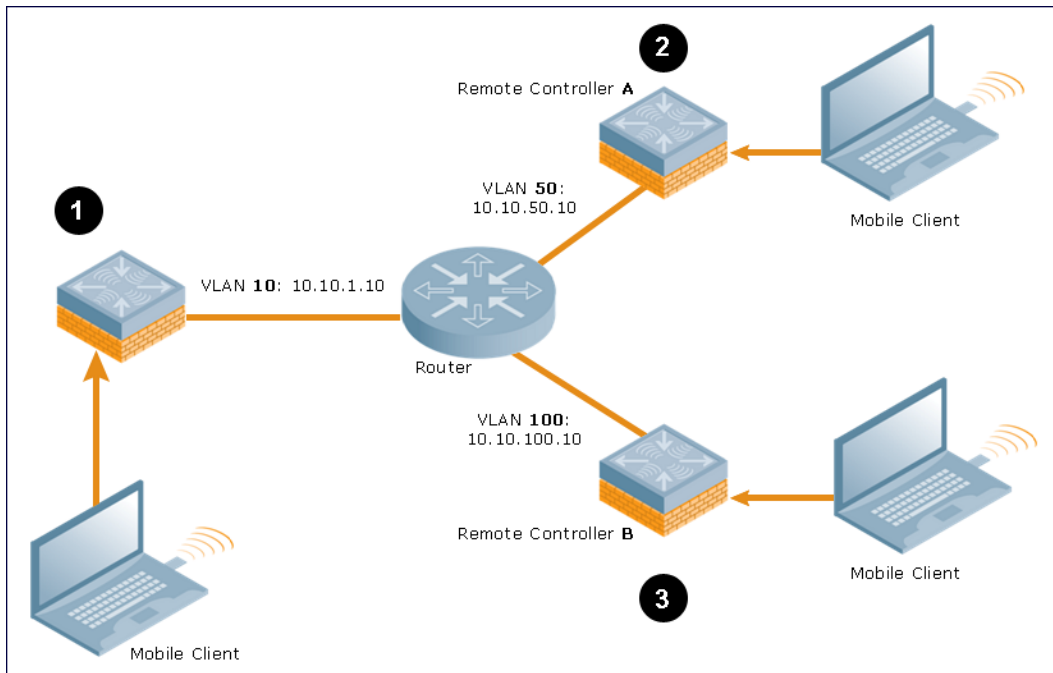 2
Remote Controller A
VLAN 50:
10.10.50.10
Mobile Client
1
VLAN 10: 10.10.1.10
Router
VLAN 100:
10.10.100.10
Remote Controller B
Mobile Client
3
Mobile Client